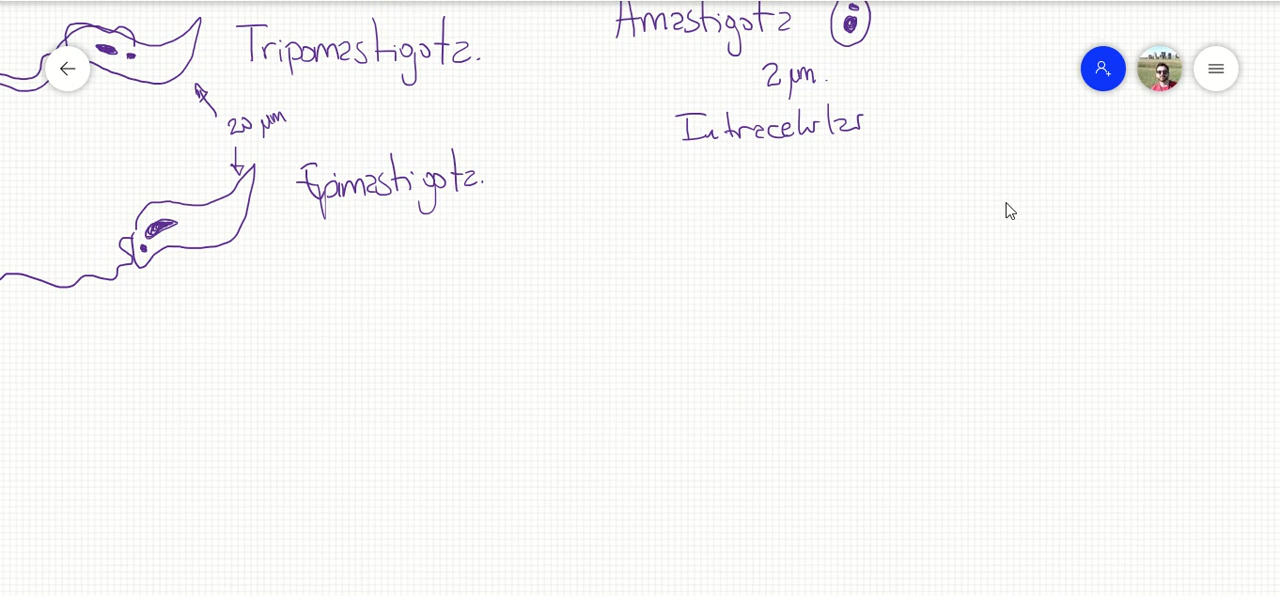 Tripomastigota.
20 µm
Epimastigota.
Amastigota
2 µm.
Intracelular